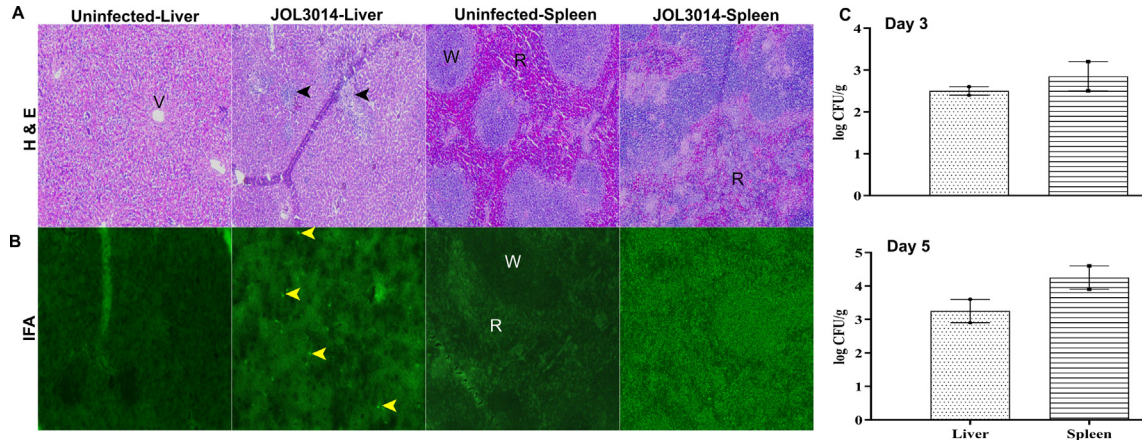 A
Uninfected-Liver
JOL3014-Liver
Uninfected-Spleen
JOL3014-Spleen
H & E
V
W
R
R
B
IFA
W
R
C
Day 3
log CFU/g
4
3
2
1
0
Day 5
log CFU/g
5
4
3
2
1
0
Liver
Spleen